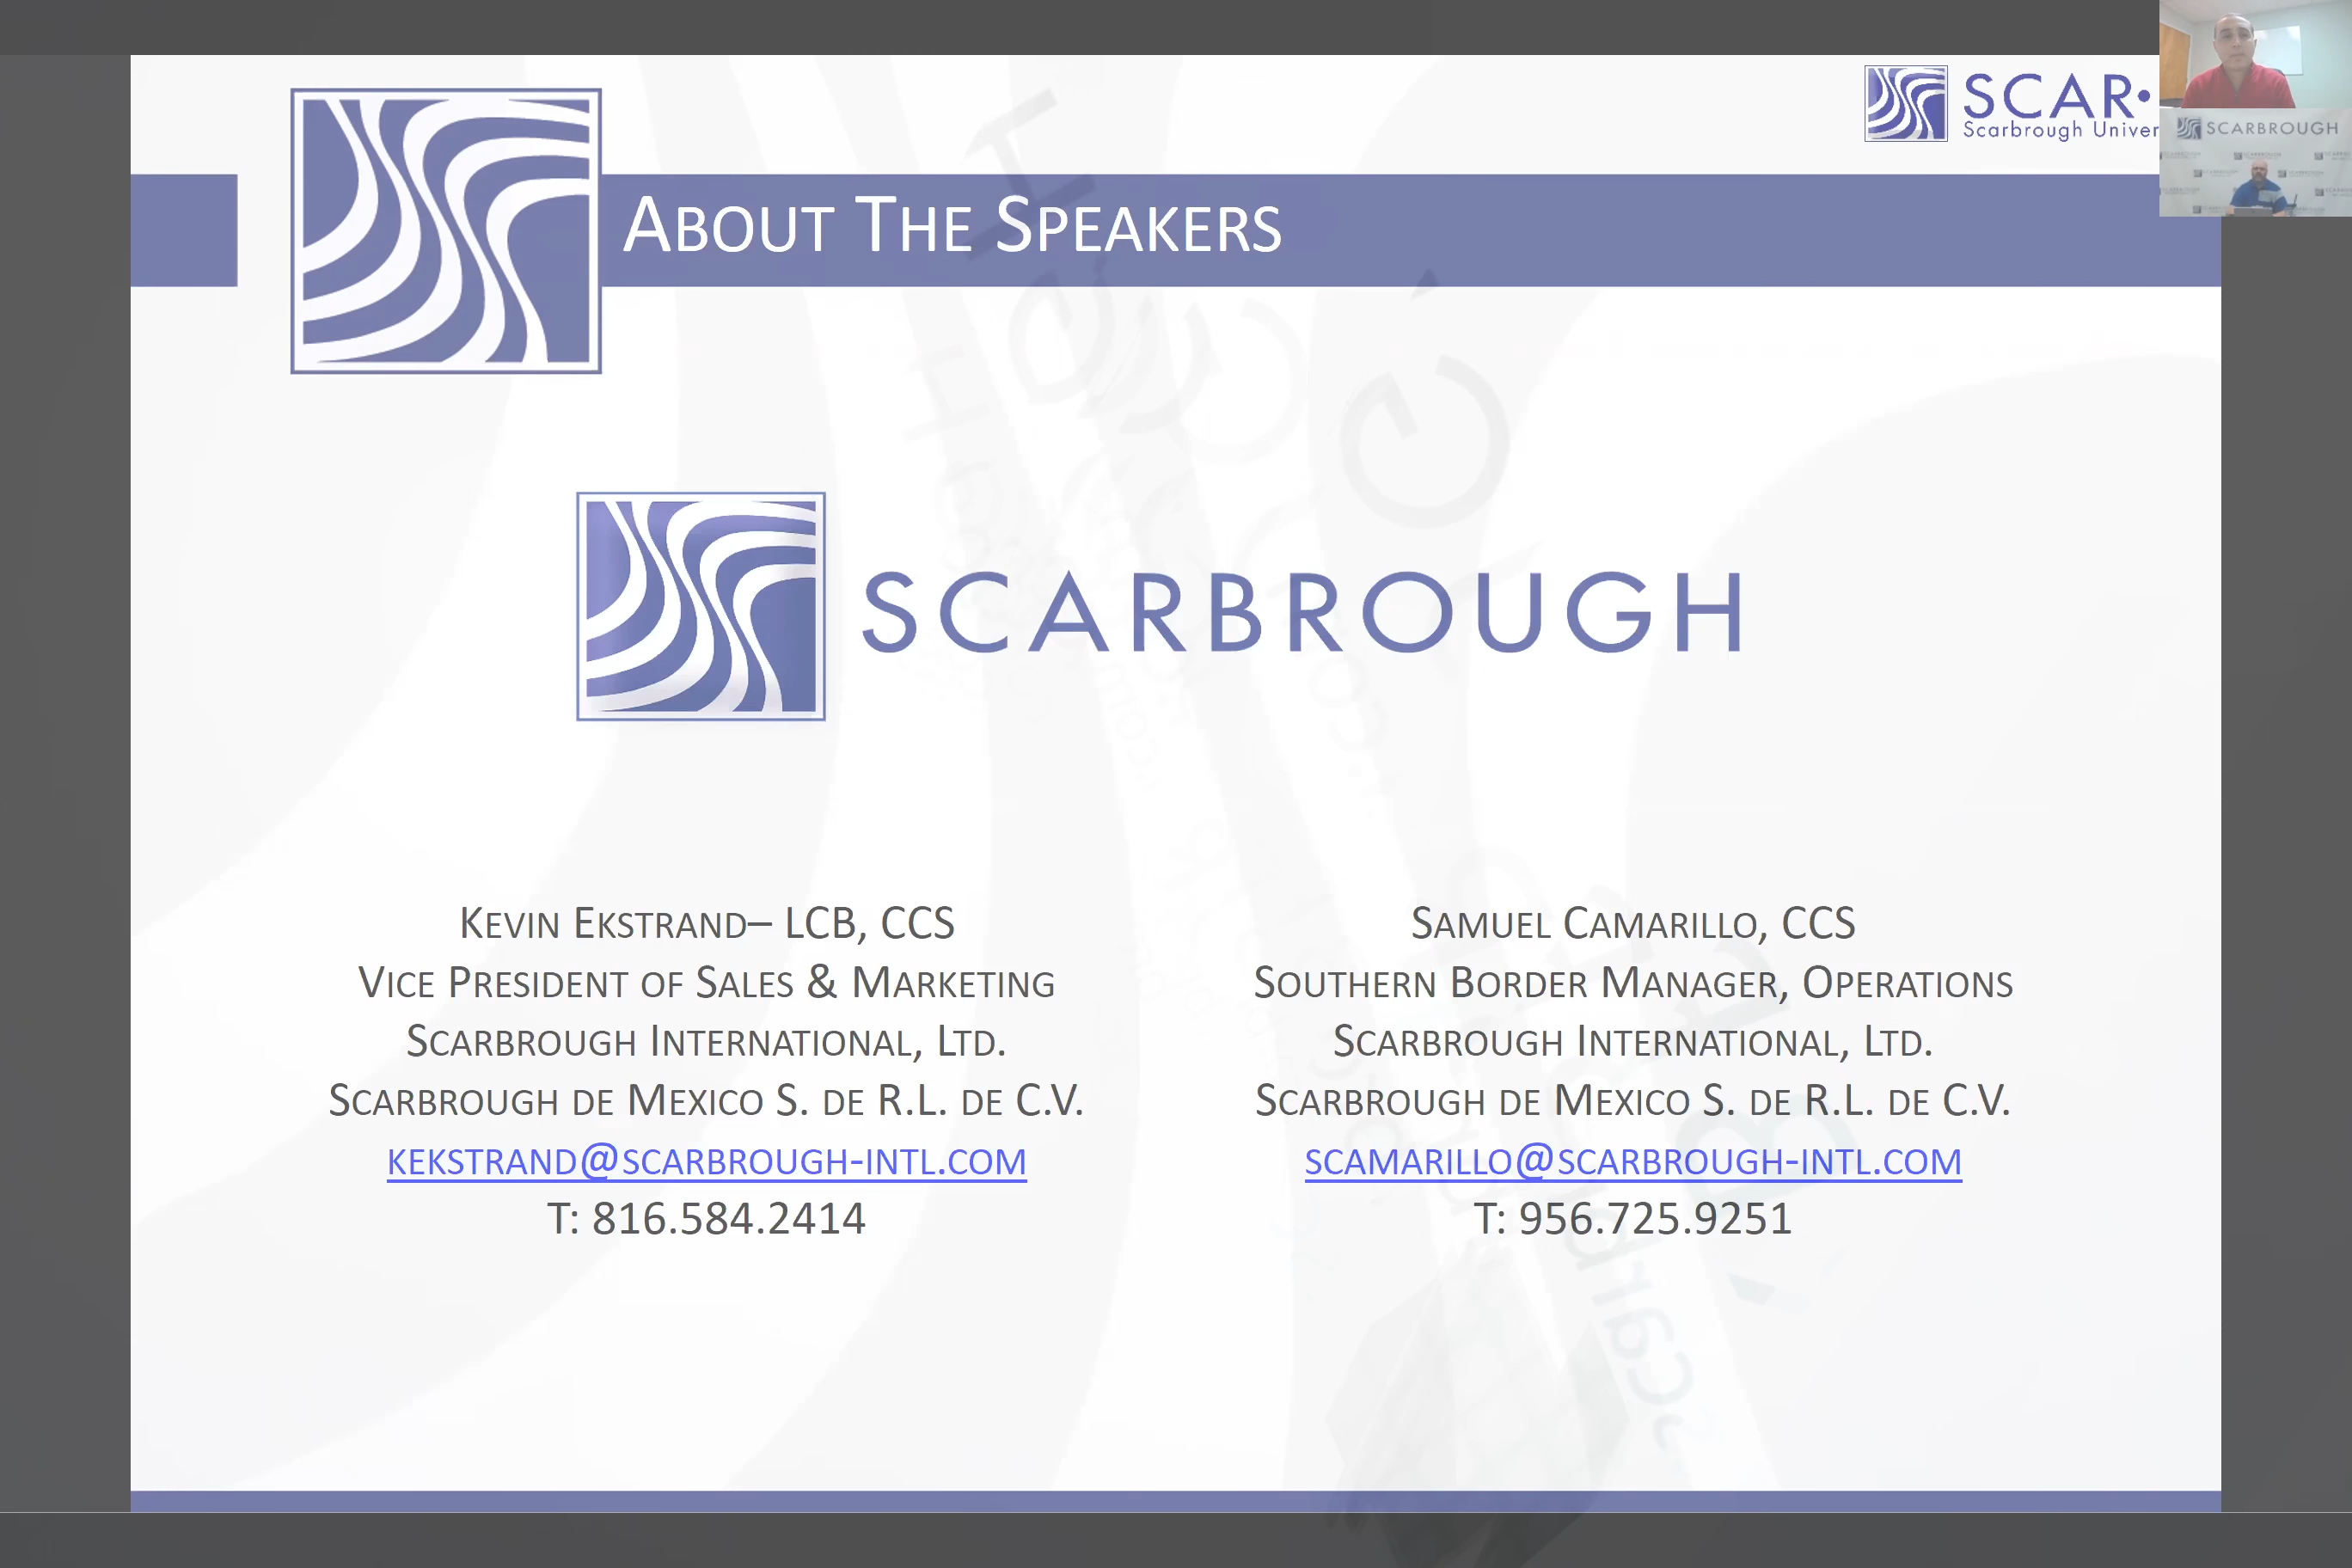 SCAR•
Scarbrough Univer
SCARBROUGH
ABOUT THE SPEAKERS
SCARBROUGH
KEVIN EKSTRAND– LCB, CCS
VICE PRESIDENT OF SALES & MARKETING
SCARBROUGH INTERNATIONAL, LTD.
SCARBROUGH DE MEXICO S. DE R.L. DE C.V.
KEKSTRAND@SCARBROUGH-INTL.COM
T: 816.584.2414
SAMUEL CAMARILLO, CCS
SOUTHERN BORDER MANAGER, OPERATIONS
SCARBROUGH INTERNATIONAL, LTD.
SCARBROUGH DE MEXICO S. DE R.L. DE C.V.
SCAMARILLO@SCARBROUGH-INTL.COM
T: 956.725.9251